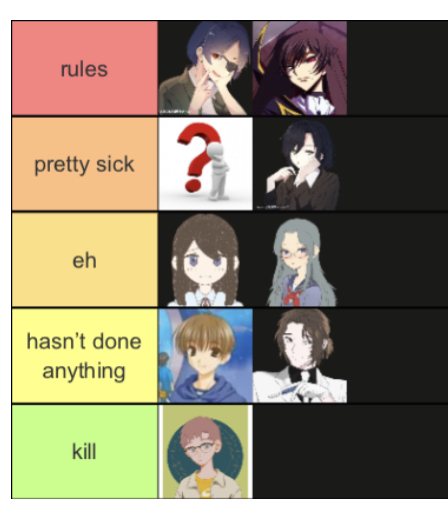 rules
pretty sick
eh
hasn't done
anything
kill